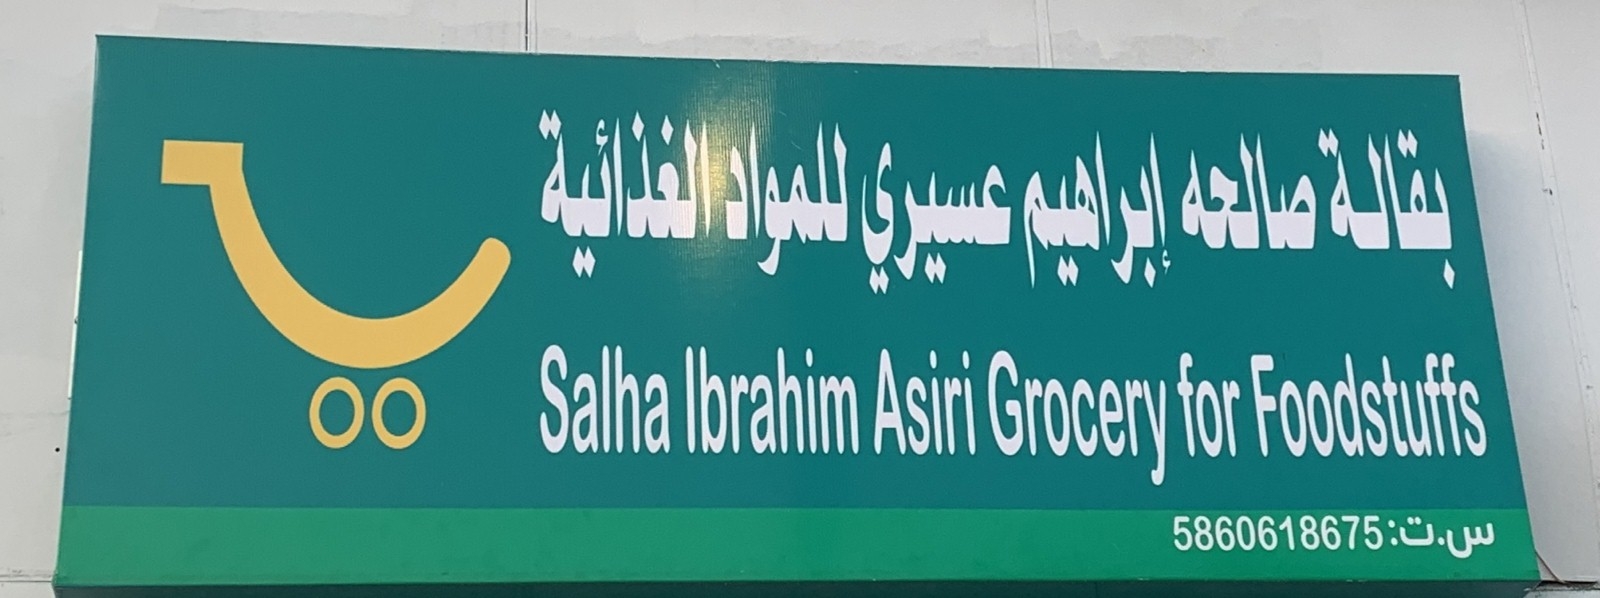 بقالة صالحه إبراهيم عسيري للمواد الغذائية
Salha Ibrahim Asiri Grocery for Foodstuffs
س.ت: 5860618675